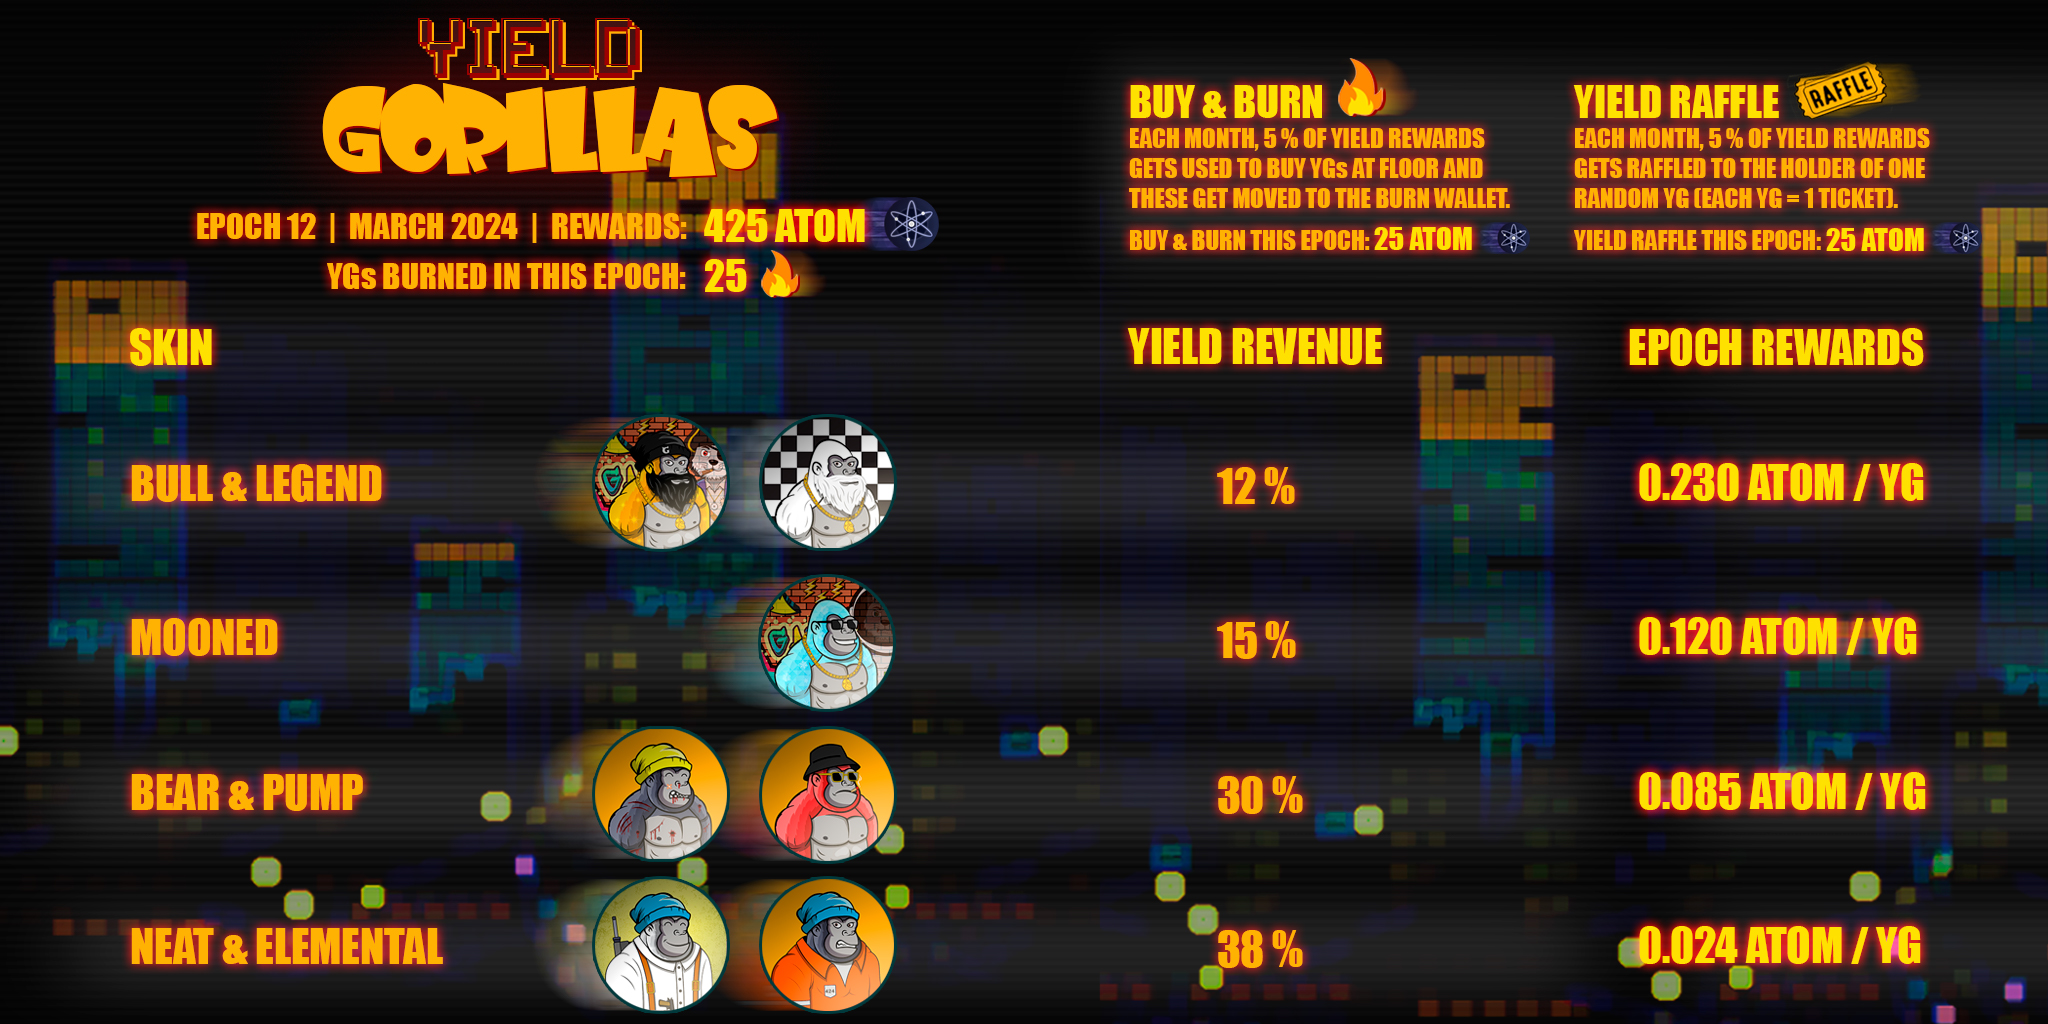 YIELD
GORILLAS
EPOCH 12 | MARCH 2024 | REWARDS: 425 ATOM
YGs BURNED IN THIS EPOCH: 25
BUY & BURN
EACH MONTH, 5 % OF YIELD REWARDS
GETS USED TO BUY YGs AT FLOOR AND
THESE GET MOVED TO THE BURN WALLET.
BUY & BURN THIS EPOCH: 25 ATOM
YIELD RAFFLE
RAFFLE
EACH MONTH, 5 % OF YIELD REWARDS
GETS RAFFLED TO THE HOLDER OF ONE
RANDOM YG (EACH YG = 1 TICKET).
YIELD RAFFLE THIS EPOCH: 25 ATOM
SKIN YIELD REVENUE EPOCH REWARDS
BULL & LEGEND 12 % 0.230 ATOM / YG
MOONED 15 % 0.120 ATOM / YG
BEAR & PUMP 30 % 0.085 ATOM / YG
NEAT & ELEMENTAL 38 % 0.024 ATOM / YG